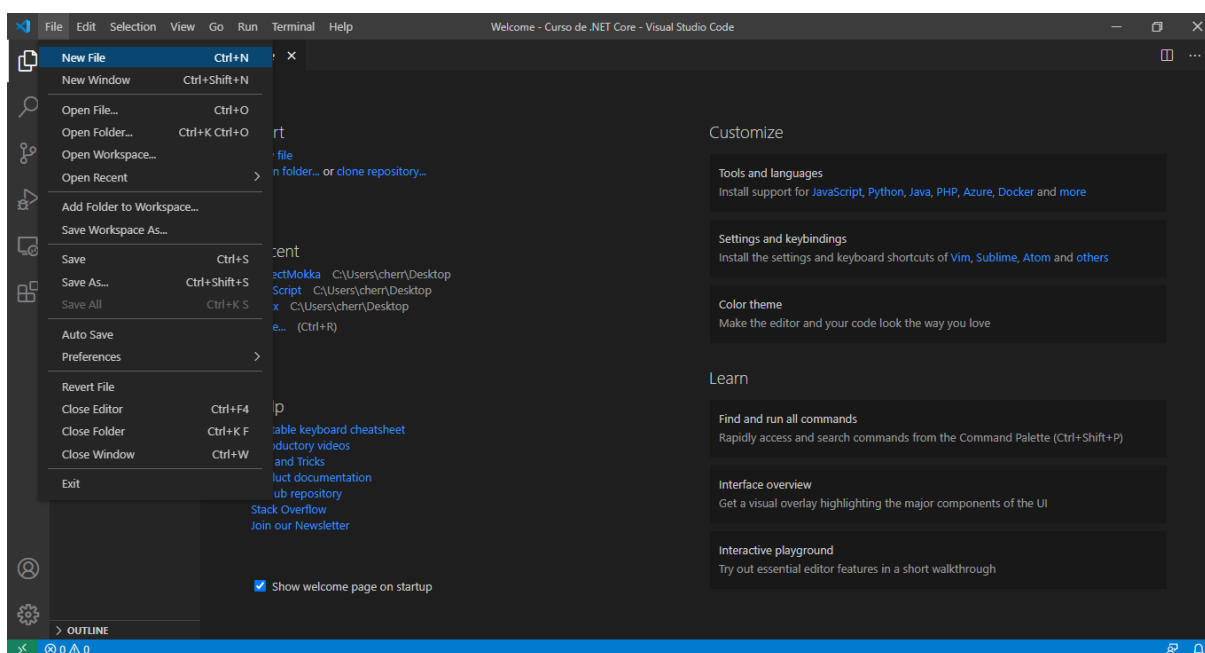 File Edit Selection View Go Run Terminal Help
Welcome - Curso de .NET Core - Visual Studio Code
New File Ctrl+N
New Window Ctrl+Shift+N
Open File... Ctrl+O
Open Folder... Ctrl+K Ctrl+O
Open Workspace...
Open Recent
Add Folder to Workspace...
Save Workspace As...
Save Ctrl+S
Save As... Ctrl+Shift+S
Save All Ctrl+K S
Auto Save
Preferences
Revert File
Close Editor Ctrl+F4
Close Folder Ctrl+K F
Close Window Ctrl+W
Exit
rt
file
n folder... or clone repository...
cent
ectMokka C:\Users\cherr\Desktop
Script C:\Users\cherr\Desktop
x C:\Users\cherr\Desktop
e... (Ctrl+R)
lp
table keyboard cheatsheet
oductory videos
and Tricks
luct documentation
ub repository
Stack Overflow
Join our Newsletter
Show welcome page on startup
Customize
Tools and languages
Install support for JavaScript, Python, Java, PHP, Azure, Docker and more
Settings and keybindings
Install the settings and keyboard shortcuts of Vim, Sublime, Atom and others
Color theme
Make the editor and your code look the way you love
Learn
Find and run all commands
Rapidly access and search commands from the Command Palette (Ctrl+Shift+P)
Interface overview
Get a visual overlay highlighting the major components of the UI
Interactive playground
Try out essential editor features in a short walkthrough
OUTLINE
0 0